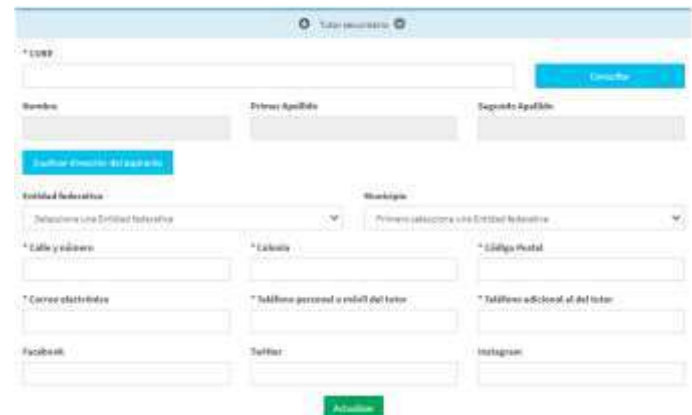 Tutor secundario
* CURP
Consultar
Nombre Primer Apellido Segundo Apellido
Duplicar dirección del aspirante
Entidad federativa Municipio
Selecciona una Entidad federativa Primero selecciona una Entidad federativa
* Calle y número * Colonia * Código Postal
* Correo electrónico * Teléfono personal o móvil del tutor * Teléfono adicional al del tutor
Facebook Twitter Instagram
Actualizar